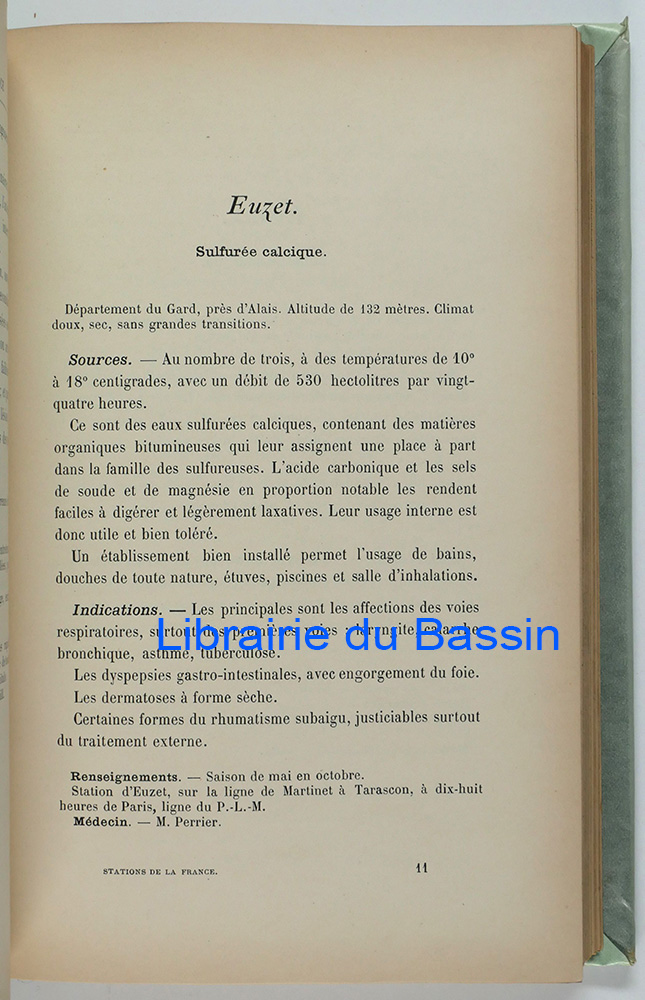 Euzet.
Sulfurée calcique.
Département du Gard, près d'Alais. Altitude de 132 mètres. Climat
doux, sec, sans grandes transitions.
Sources. — Au nombre de trois, à des températures de 10°
à 18° centigrades, avec un débit de 530 hectolitres par vingt-
quatre heures.
Ce sont des eaux sulfurées calciques, contenant des matières
organiques bitumineuses qui leur assignent une place à part
dans la famille des sulfureuses. L'acide carbonique et les sels
de soude et de magnésie en proportion notable les rendent
faciles à digérer et légèrement laxatives. Leur usage interne est
donc utile et bien toléré.
Un établissement bien installé permet l'usage de bains,
douches de toute nature, étuves, piscines et salle d'inhalations.
Indications. — Les principales sont les affections des voies
respiratoires, surtout des premières voies : laryngite, catarrhe
Librairie du Bassin
bronchique, asthme, tuberculose.
Les dyspepsies gastro-intestinales, avec engorgement du foie.
Les dermatoses à forme sèche.
Certaines formes du rhumatisme subaigu, justiciables surtout
du traitement externe.
Renseignements. — Saison de mai en octobre.
Station d'Euzet, sur la ligne de Martinet à Tarascon, à dix-huit
heures de Paris, ligne du P.-L.-M.
Médecin. — M. Perrier.
STATIONS DE LA FRANCE. 11